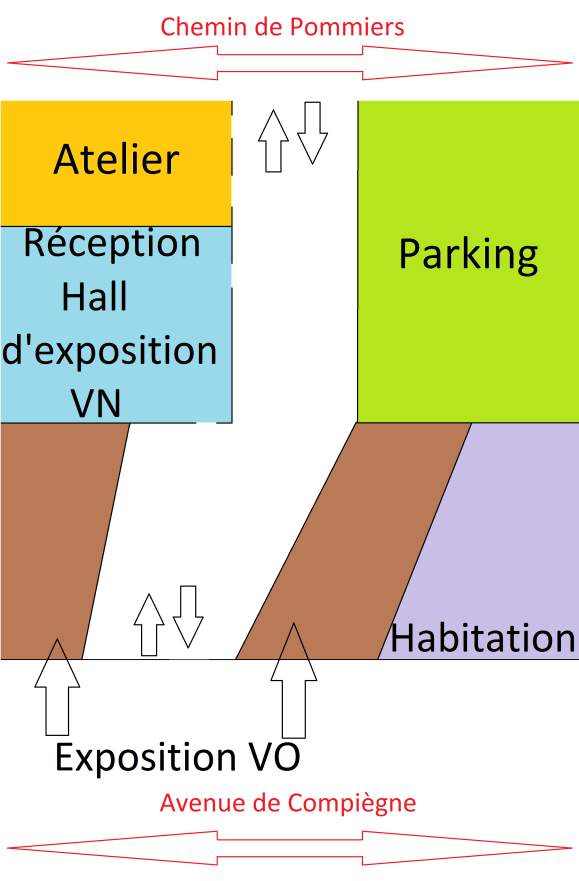 Chemin de Pommiers
Atelier
Réception
Hall
d'exposition
VN
Parking
Habitation
Exposition VO
Avenue de Compiègne